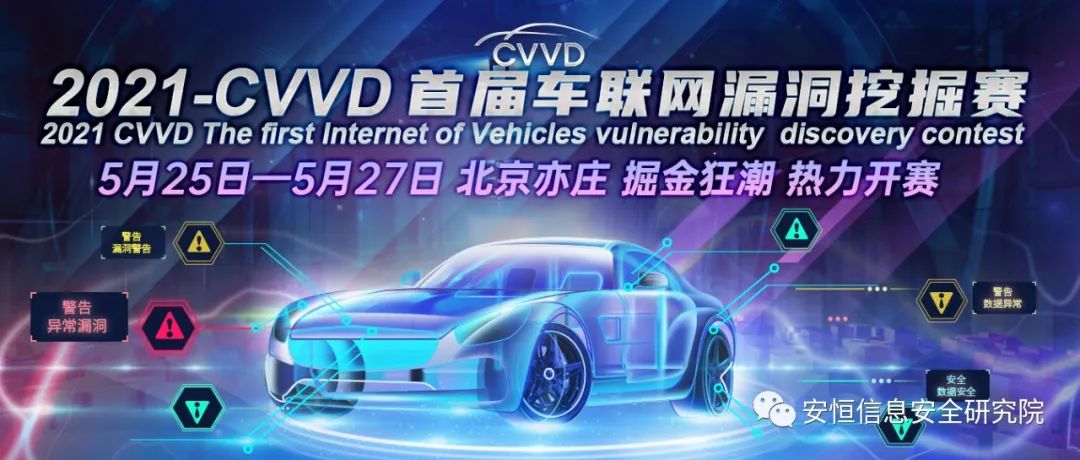 CVVD
2021-CVVD 首届车联网漏洞挖掘赛
2021 CVVD The first Internet of Vehicles vulnerability discovery contest
5月25日—5月27日 北京亦庄 掘金狂潮 热力开赛
警告
漏洞警告
警告
异常漏洞
警告
数据异常
安全
数据安全
安恒信息安全研究院